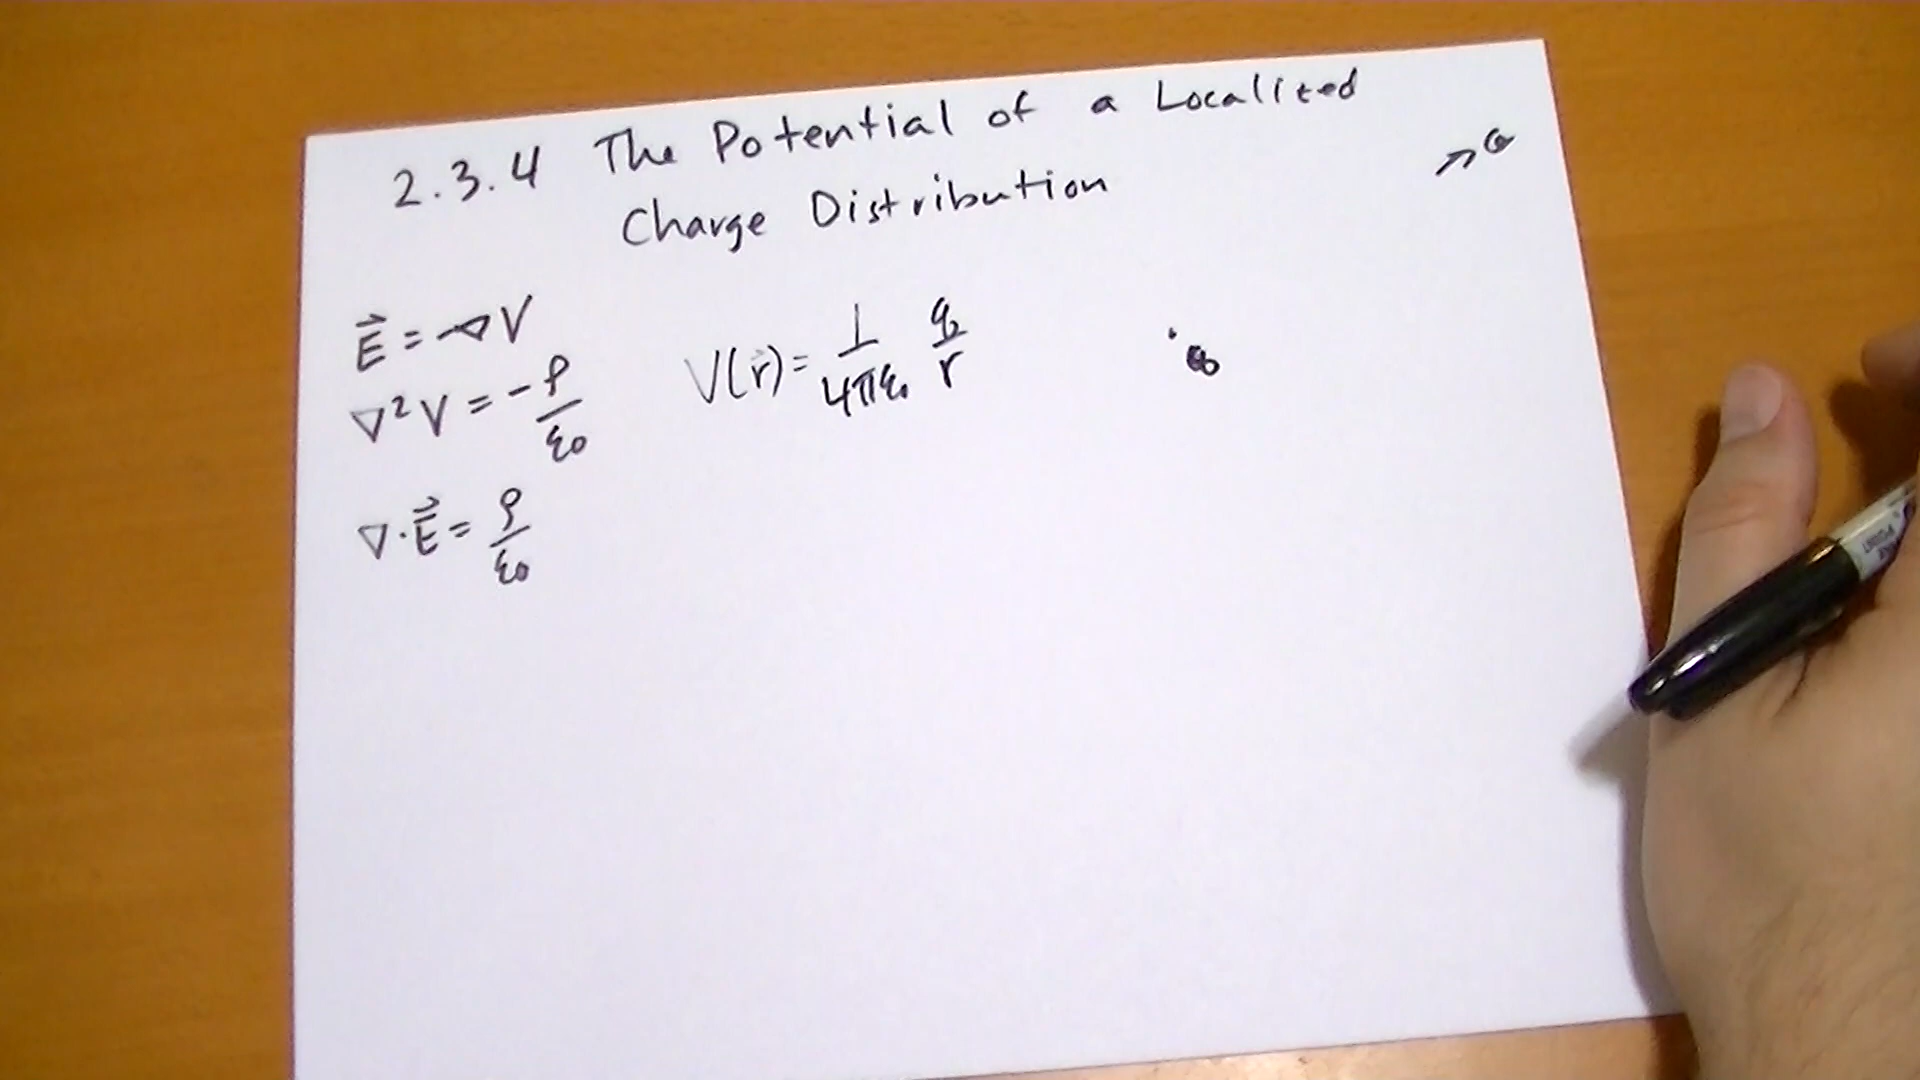 2.3.4 The Potential of a Localized
Charge Distribution
E⃗ = -∇V
∇²V = -ρ/ε₀
∇·E⃗ = ρ/ε₀
V(r⃗) = 1/4πε₀ q/r